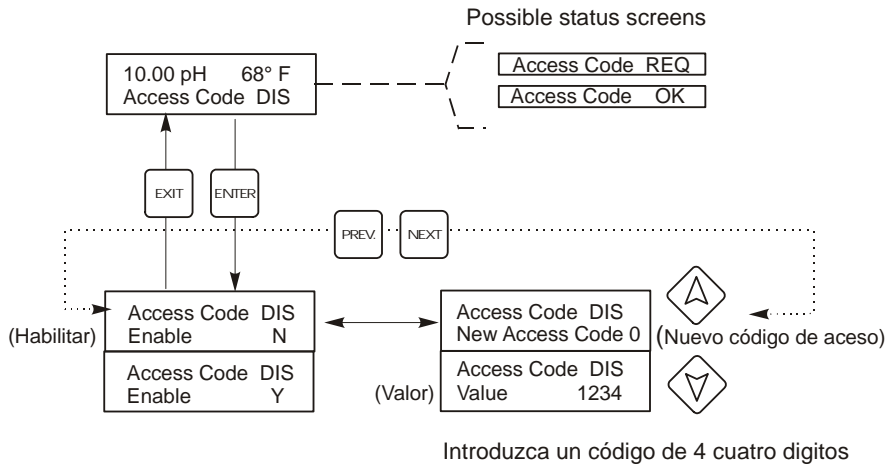 Possible status screens
10.00 pH 68° F
Access Code DIS
Access Code REQ
Access Code OK
EXIT
ENTER
PREV.
NEXT
(Habilitar)
Access Code DIS
Enable N
Access Code DIS
Enable Y
Access Code DIS
New Access Code 0
(Nuevo código de aceso)
(Valor)
Access Code DIS
Value 1234
Introduzca un código de 4 cuatro digitos